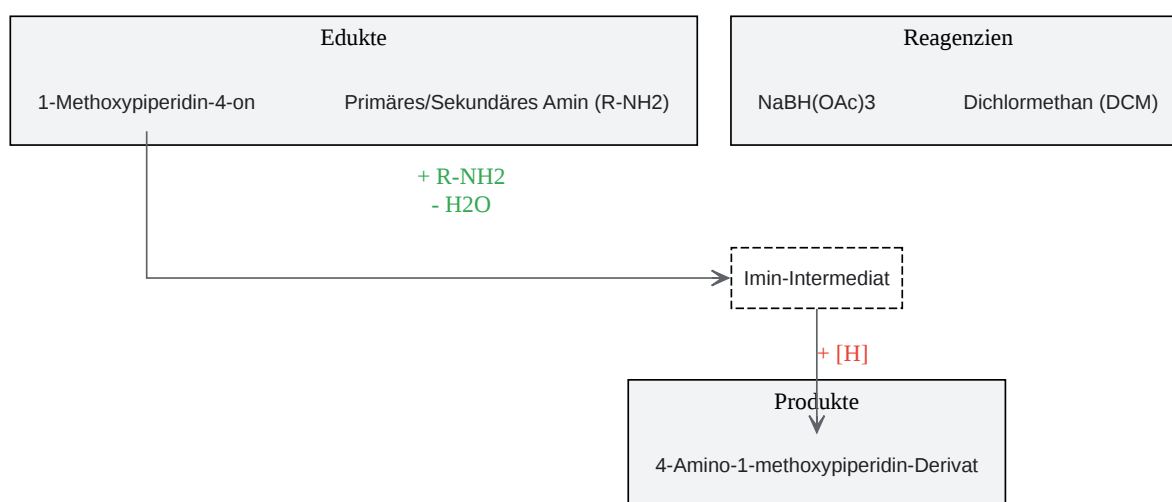 Edukte
1-Methoxypiperidin-4-on
Primäres/Sekundäres Amin (R-NH2)
Reagenzien
NaBH(OAc)3
Dichlormethan (DCM)
+ R-NH2
- H2O
Imin-Intermediat
+ [H]
Produkte
4-Amino-1-methoxypiperidin-Derivat